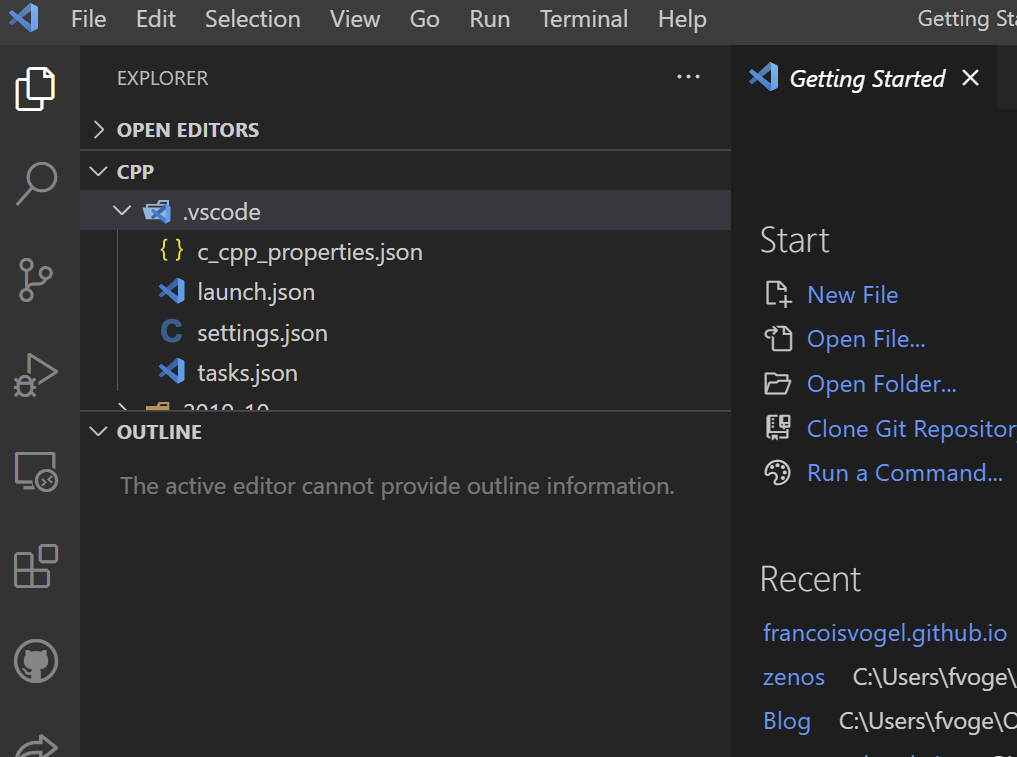 File Edit Selection View Go Run Terminal Help Getting Sta
EXPLORER ...
Getting Started
OPEN EDITORS
CPP
.vscode
{ } c_cpp_properties.json
launch.json
C settings.json
tasks.json
2019-10
OUTLINE
The active editor cannot provide outline information.
Start
New File
Open File...
Open Folder...
Clone Git Repositor
Run a Command...
Recent
francoisvogel.github.io
zenos C:\Users\fvoge\
Blog C:\Users\fvoge\O